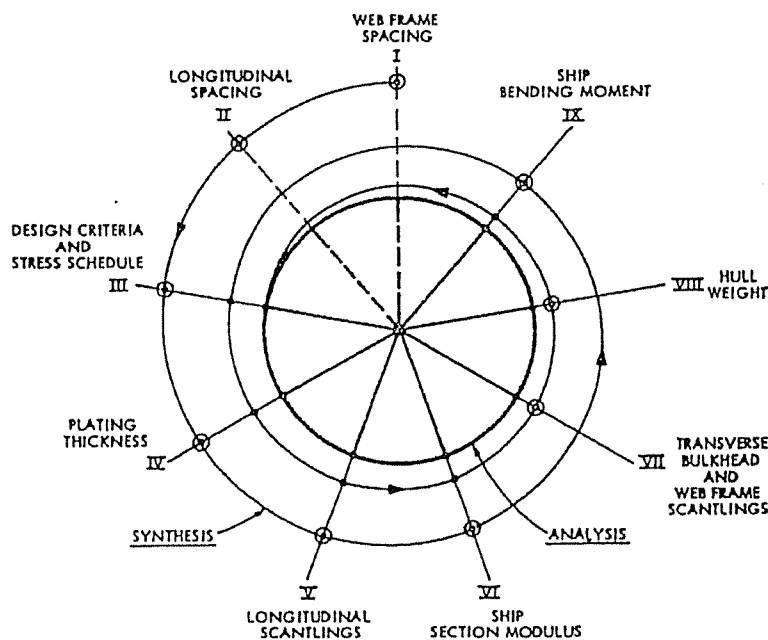 WEB FRAME
SPACING
I
LONGITUDINAL
SPACING
II
SHIP
BENDING MOMENT
IX
DESIGN CRITERIA
AND
STRESS SCHEDULE
III
VIII HULL
WEIGHT
PLATING
THICKNESS
IV
VII
TRANSVERSE
BULKHEAD
AND
WEB FRAME
SCANTLINGS
SYNTHESIS
ANALYSIS
V
LONGITUDINAL
SCANTLINGS
VI
SHIP
SECTION MODULUS